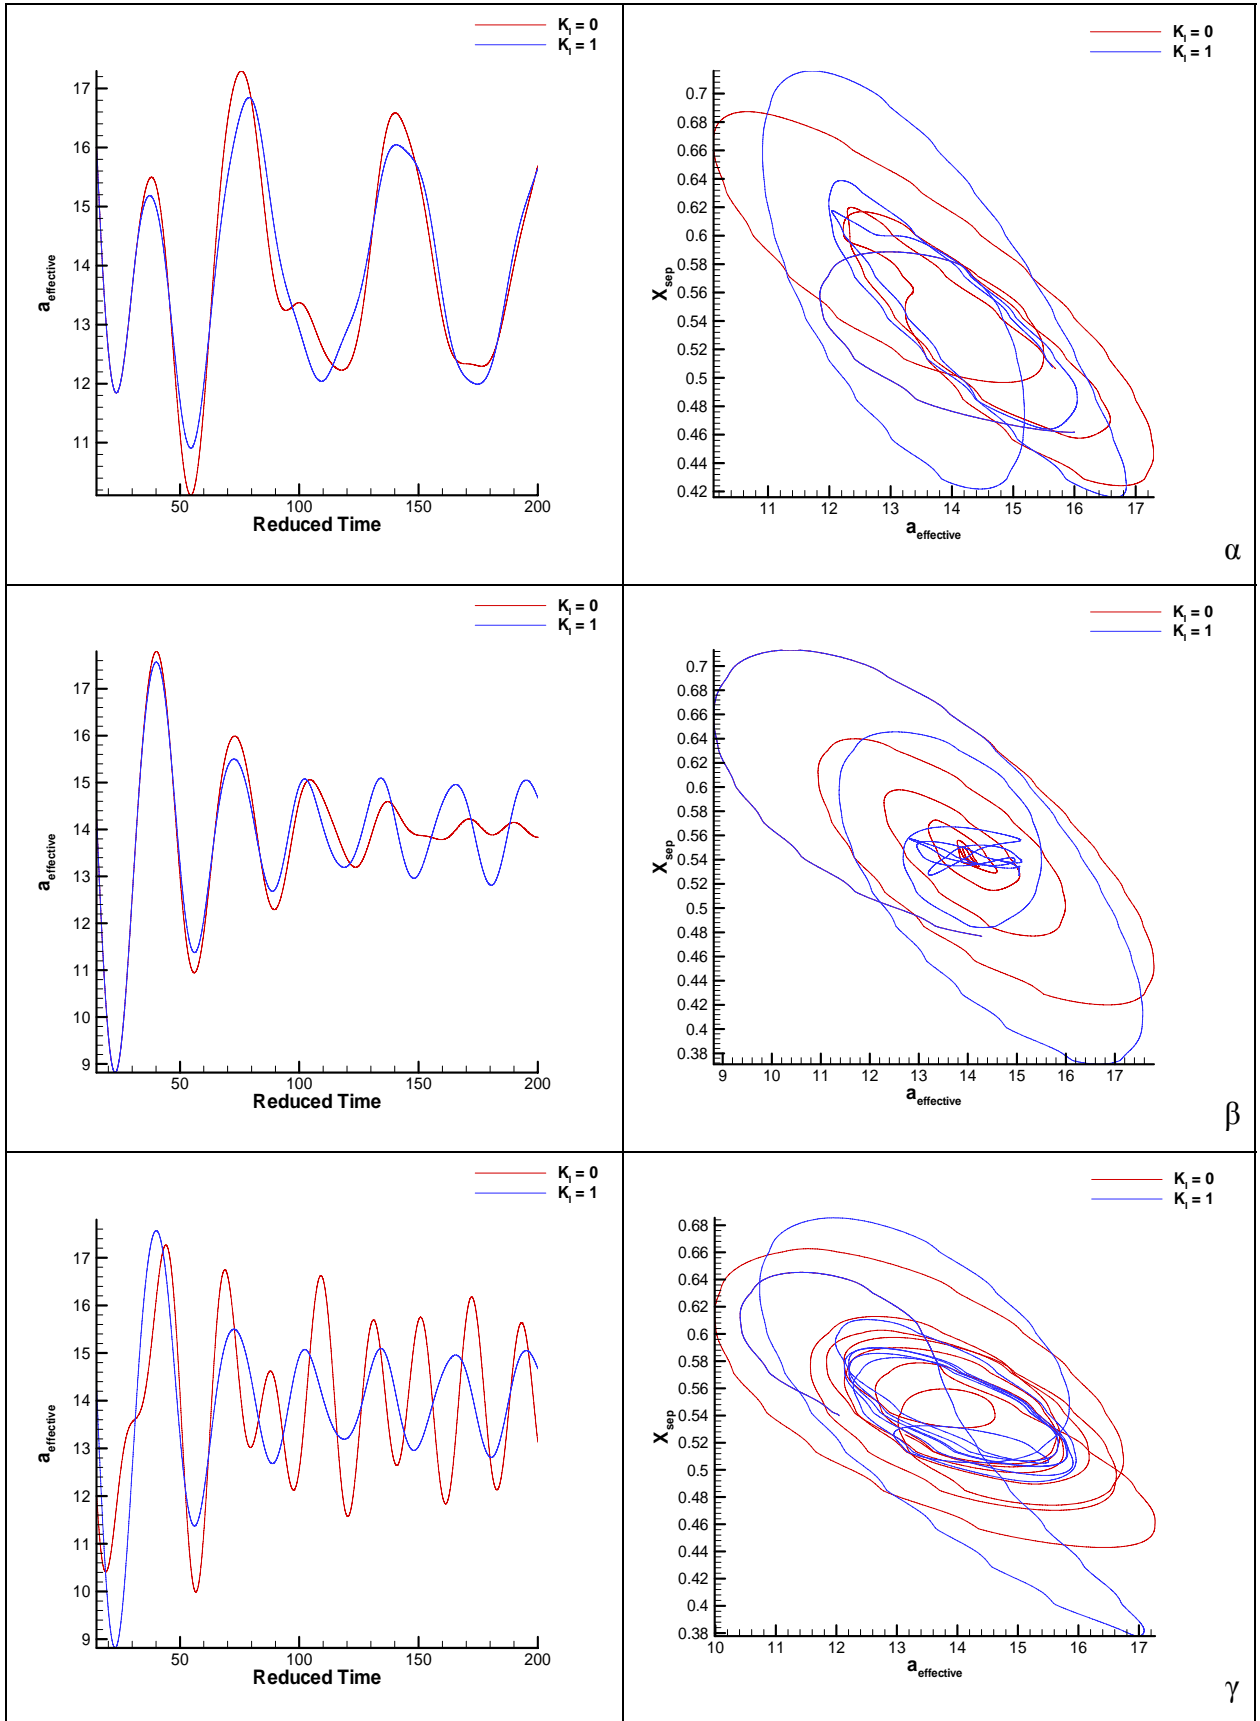 K_I = 0
K_I = 1
17
16
15
14
13
12
11
a_effective
50 100 150 200
Reduced Time
K_I = 0
K_I = 1
0.7
0.68
0.66
0.64
0.62
0.6
0.58
0.56
0.54
0.52
0.5
0.48
0.46
0.44
0.42
X_sep
11 12 13 14 15 16 17
a_effective
α
K_I = 0
K_I = 1
17
16
15
14
13
12
11
10
9
a_effective
50 100 150 200
Reduced Time
K_I = 0
K_I = 1
0.7
0.68
0.66
0.64
0.62
0.6
0.58
0.56
0.54
0.52
0.5
0.48
0.46
0.44
0.42
0.4
0.38
X_sep
9 10 11 12 13 14 15 16 17
a_effective
β
K_I = 0
K_I = 1
17
16
15
14
13
12
11
10
9
a_effective
50 100 150 200
Reduced Time
K_I = 0
K_I = 1
0.68
0.66
0.64
0.62
0.6
0.58
0.56
0.54
0.52
0.5
0.48
0.46
0.44
0.42
0.4
0.38
X_sep
10 11 12 13 14 15 16 17
a_effective
γ